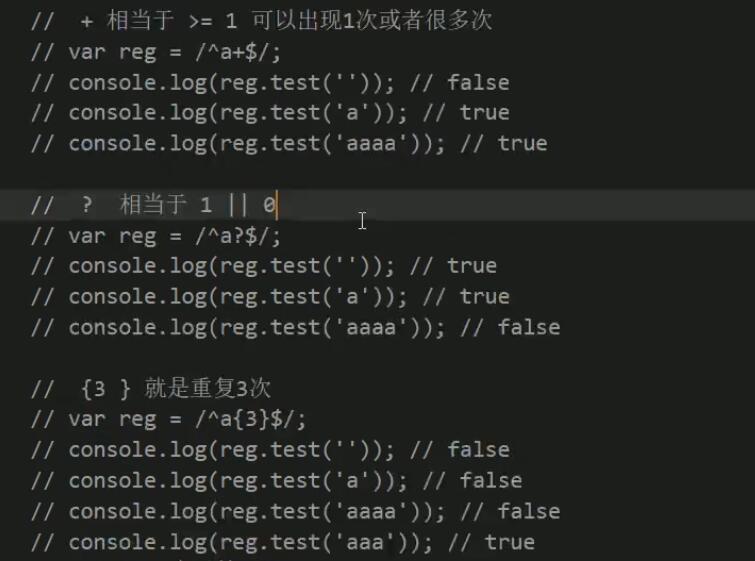 //  + 相当于 >= 1 可以出现1次或者很多次
// var reg = /^a+$/;
// console.log(reg.test('')); // false
// console.log(reg.test('a')); // true
// console.log(reg.test('aaaa')); // true
//  ?  相当于 1 || 0
// var reg = /^a?$/;
// console.log(reg.test('')); // true
// console.log(reg.test('a')); // true
// console.log(reg.test('aaaa')); // false
//  {3 } 就是重复3次
// var reg = /^a{3}$/;
// console.log(reg.test('')); // false
// console.log(reg.test('a')); // false
// console.log(reg.test('aaaa')); // false
// console.log(reg.test('aaa')); // true